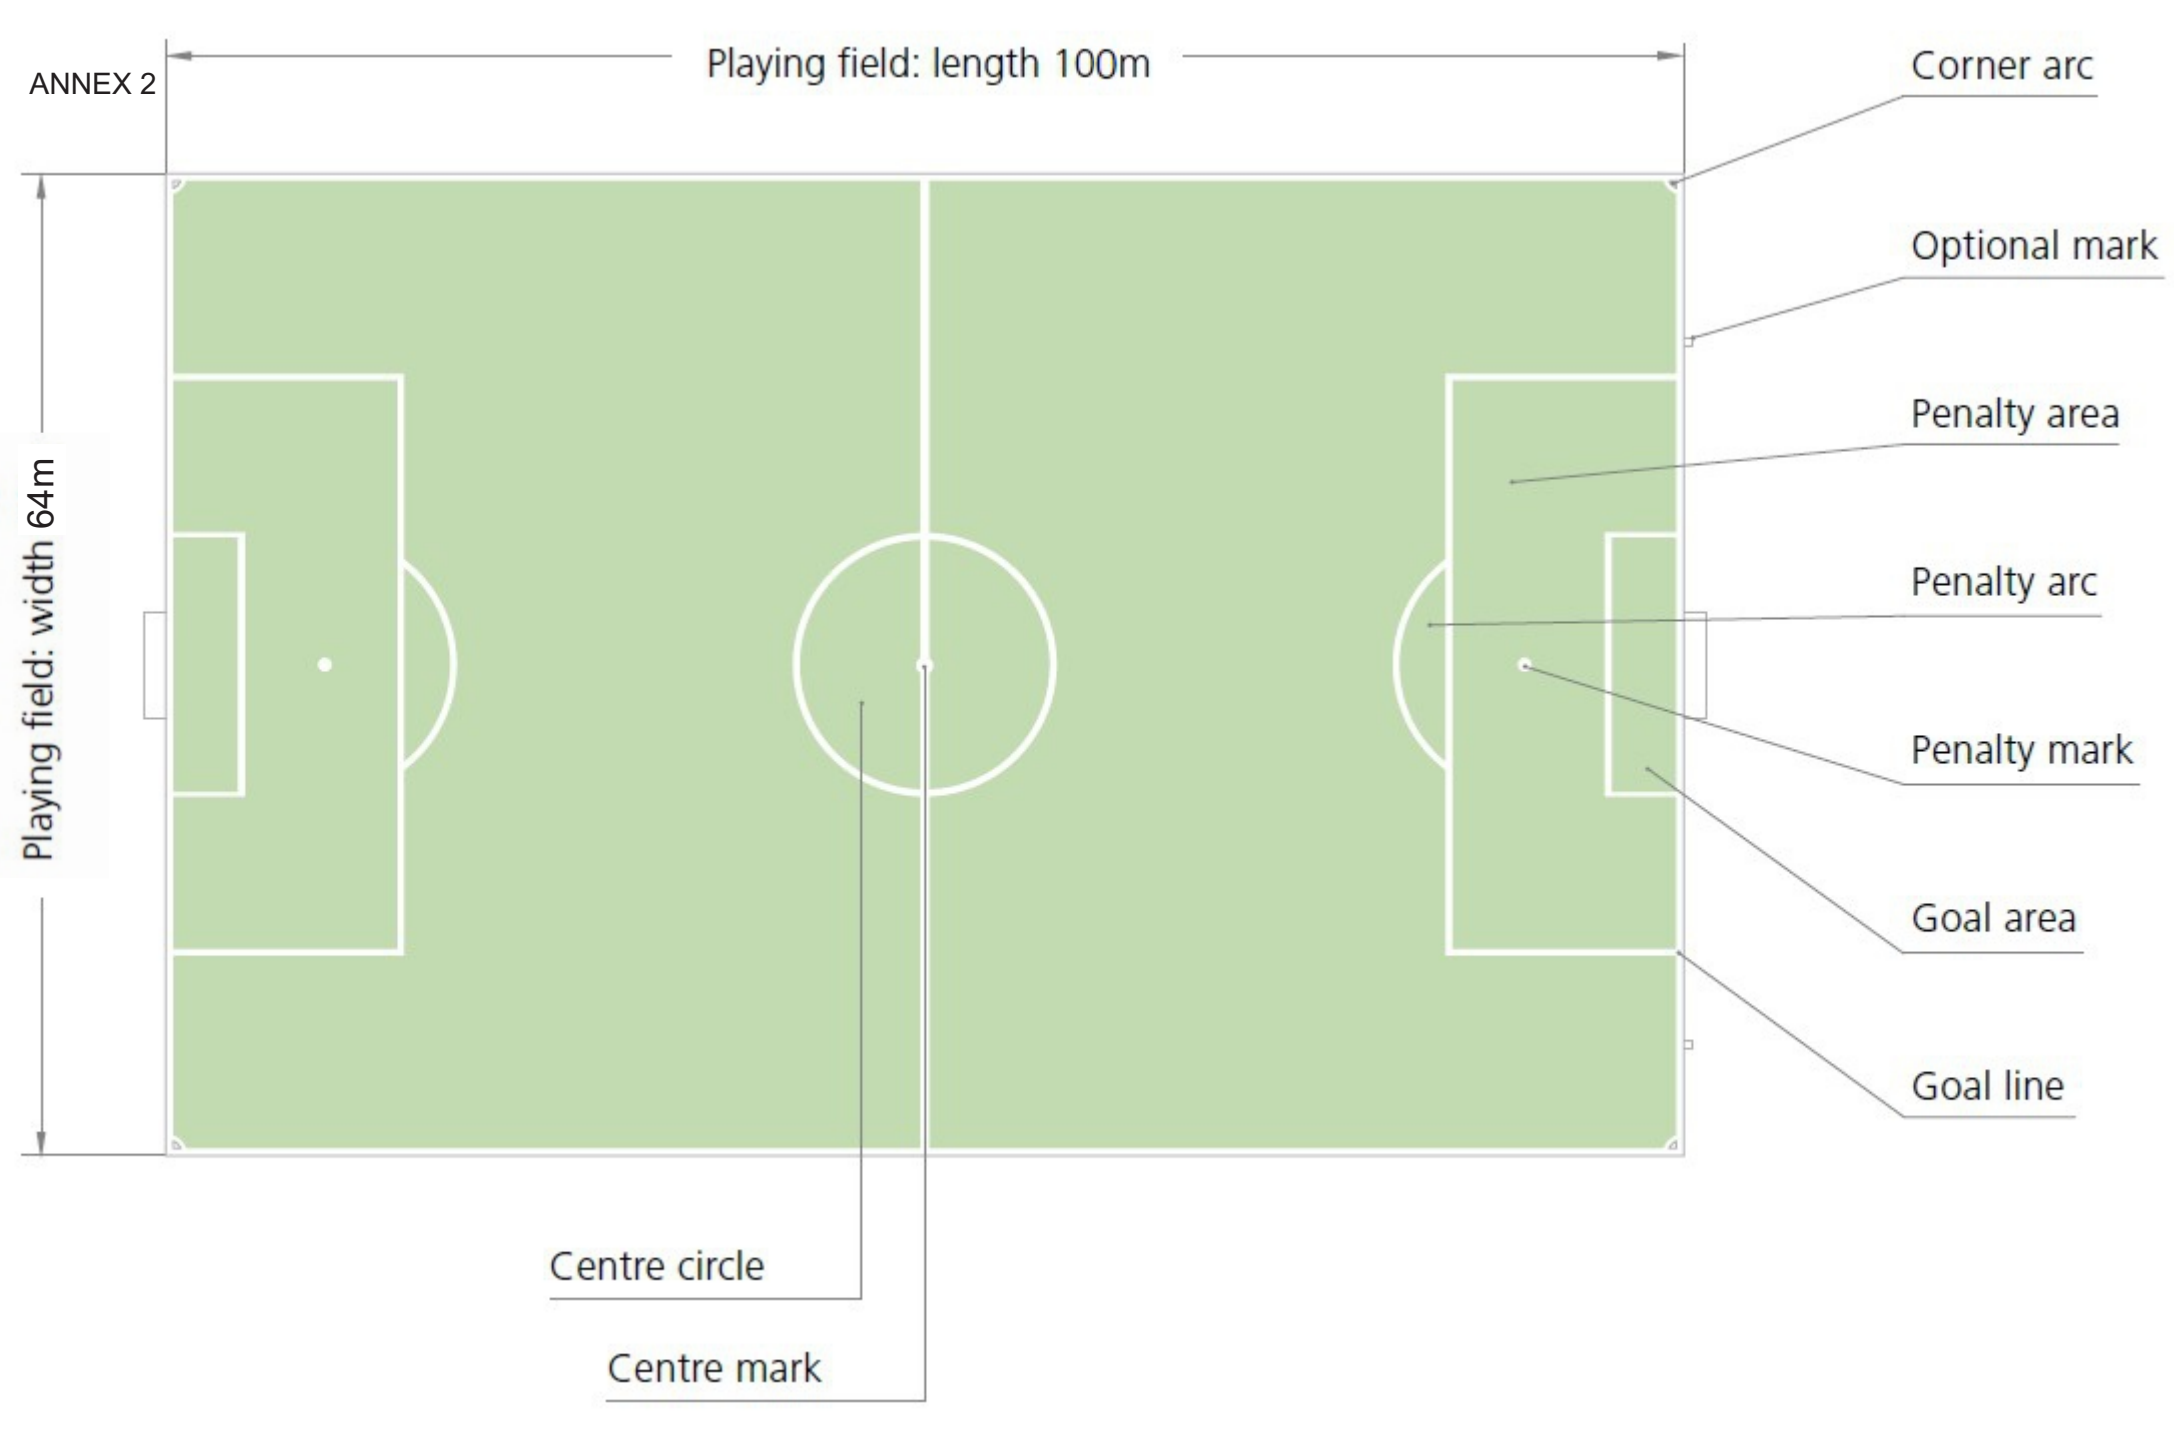 Playing field: length 100m
ANNEX 2
Corner arc
Optional mark
Penalty area
Playing field: width 64m
Penalty arc
Penalty mark
Goal area
Goal line
Centre circle
Centre mark